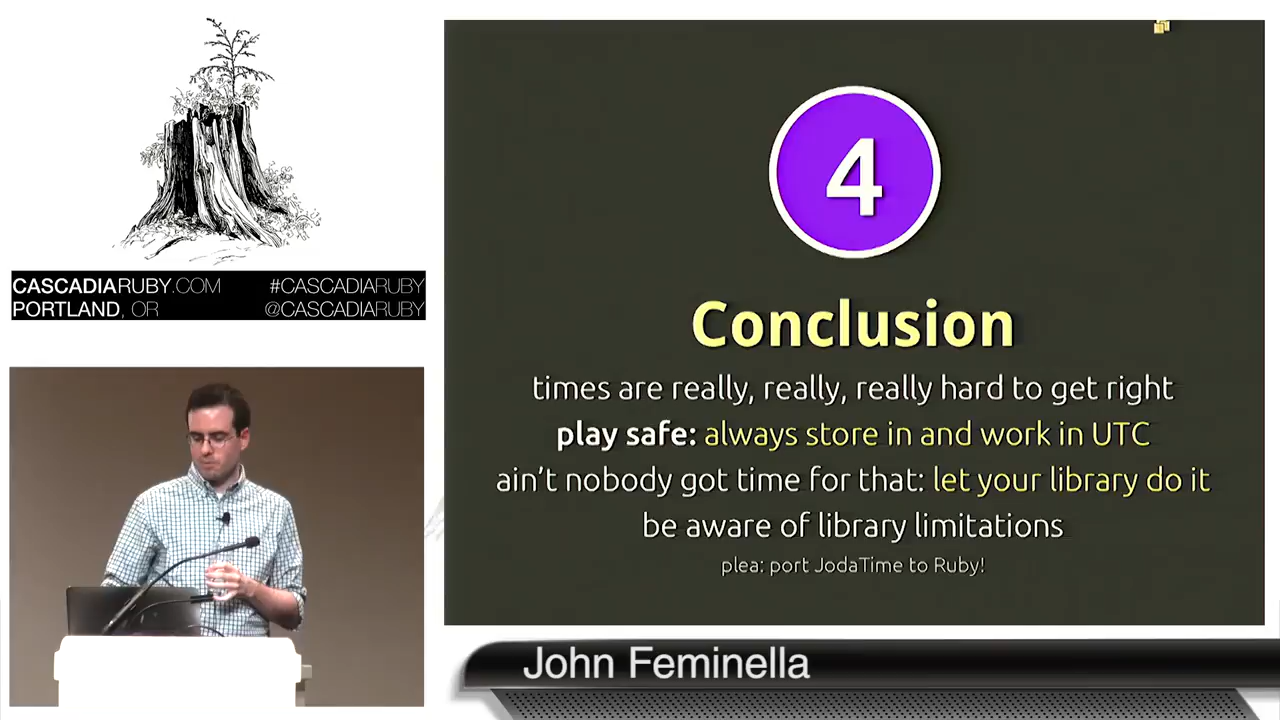 CASCADIARUBY.COM #CASCADIARUBY
PORTLAND, OR @CASCADIARUBY
4
Conclusion
times are really, really, really hard to get right
play safe: always store in and work in UTC
ain't nobody got time for that: let your library do it
be aware of library limitations
plea: port JodaTime to Ruby!
John Feminella